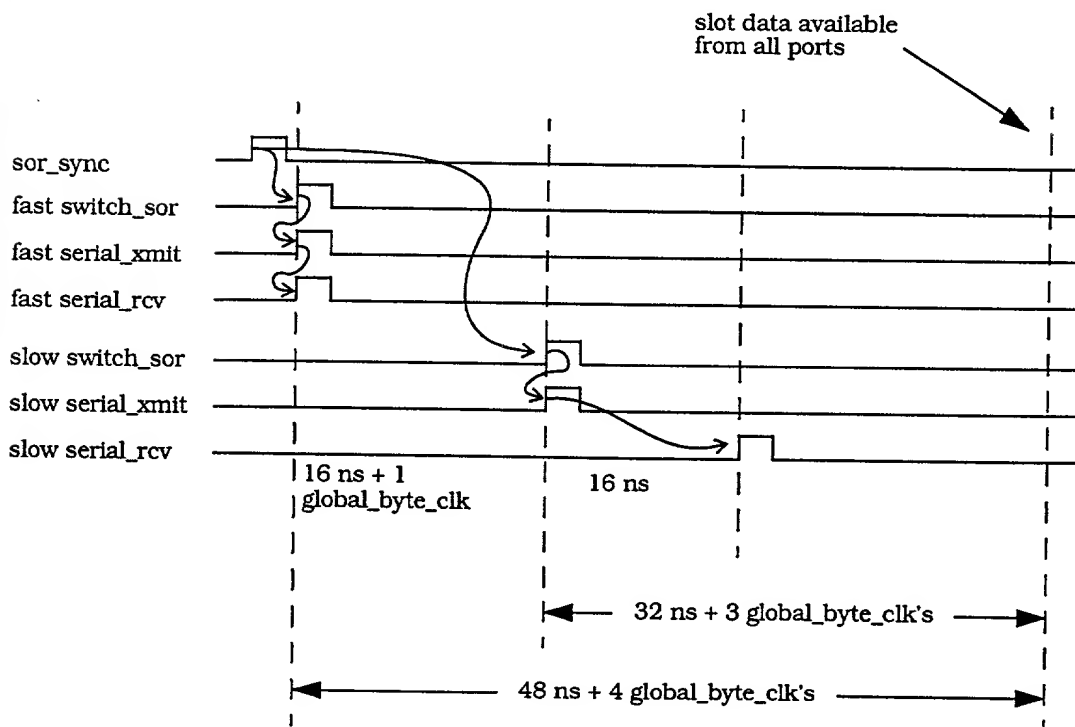 slot data available
from all ports
sor_sync
fast switch_sor
fast serial_xmit
fast serial_rcv
slow switch_sor
slow serial_xmit
slow serial_rcv
16 ns + 1
global_byte_clk
16 ns
32 ns + 3 global_byte_clk's
48 ns + 4 global_byte_clk's